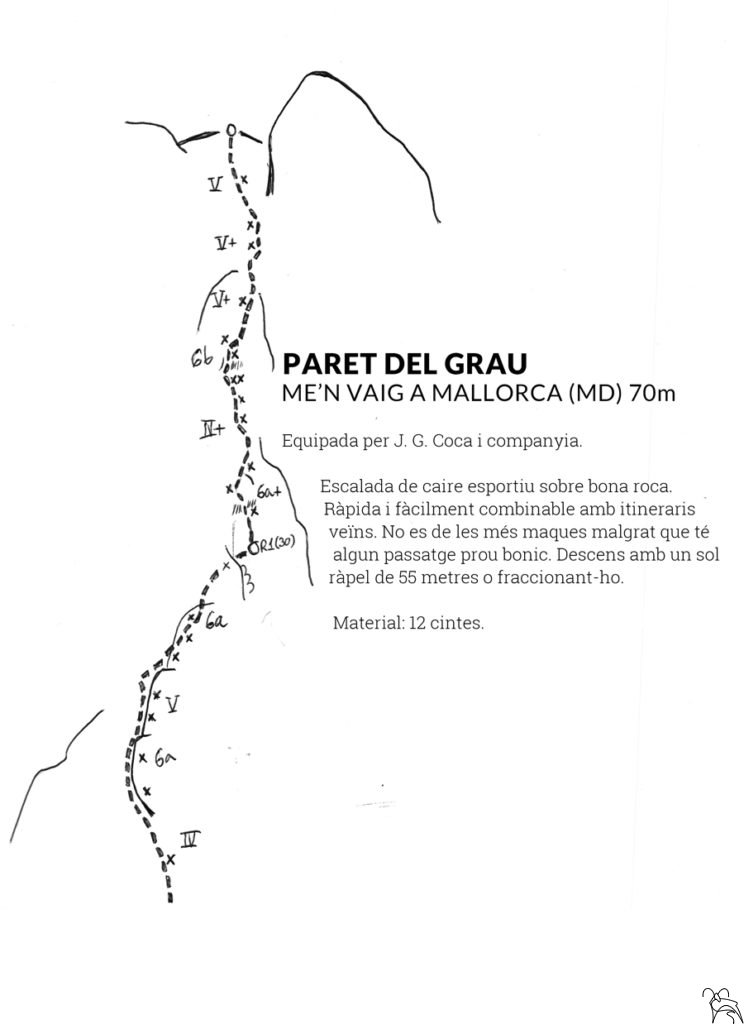 V
V+
V+
PARET DEL GRAU
6b
ME’N VAIG A MALLORCA (MD) 70m
IV+
Equipada per J. G. Coca i companyia.
Escalada de caire esportiu sobre bona roca.
6a+
Ràpida i fàcilment combinable amb itineraris
veïns. No es de les més maques malgrat que té
R1(30)
algun passatge prou bonic. Descens amb un sol
ràpel de 55 metres o fraccionant-ho.
6a
Material: 12 cintes.
V
6a
IV